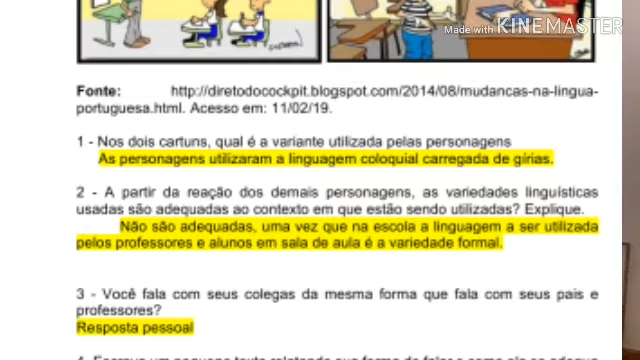 Made with KINEMASTER
Fonte: http://diretodocockpit.blogspot.com/2014/08/mudancas-na-lingua-
portuguesa.html. Acesso em: 11/02/19.
1 - Nos dois cartuns, qual é a variante utilizada pelas personagens
As personagens utilizaram a linguagem coloquial carregada de gírias.
2 - A partir da reação dos demais personagens, as variedades linguísticas
usadas são adequadas ao contexto em que estão sendo utilizadas? Explique.
Não são adequadas, uma vez que na escola a linguagem a ser utilizada
pelos professores e alunos em sala de aula é a variedade formal.
3 - Você fala com seus colegas da mesma forma que fala com seus pais e
professores?
Resposta pessoal